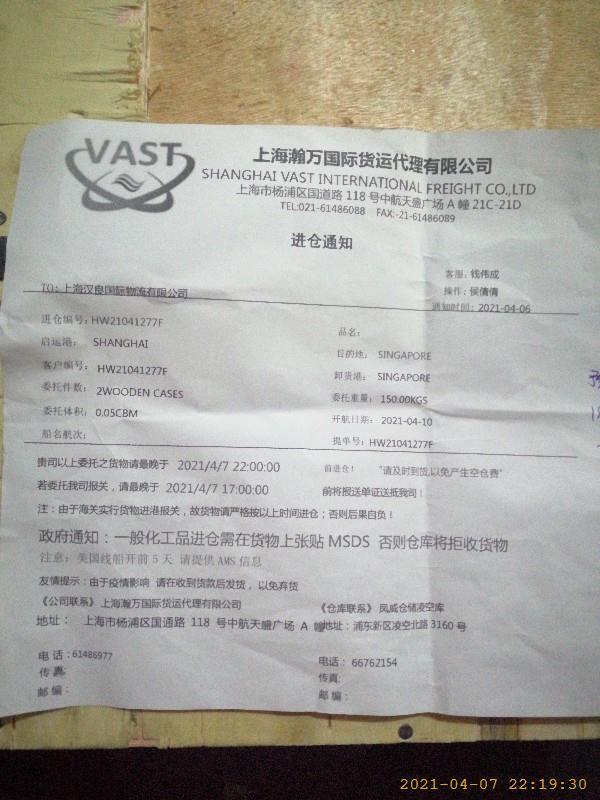 VAST
上海瀚万国际货运代理有限公司
SHANGHAI VAST INTERNATIONAL FREIGHT CO.,LTD
上海市杨浦区国道路 118 号中航天盛广场 A 幢 21C-21D
TEL:021-61486088 FAX:-21-61486089
进仓通知
客服：钱伟成
TO: 上海汉良国际物流有限公司
操作：侯倩倩
通知时间：2021-04-06
进仓编号：HW21041277F 品名：
启运港： SHANGHAI 目的地： SINGAPORE
客户编号： HW21041277F 卸货港： SINGAPORE
委托件数： 2WOODEN CASES 委托重量： 150.00KGS
委托体积： 0.05CBM 开航日期： 2021-04-10
船名航次： 提单号：HW21041277F
贵司以上委托之货物请最晚于 2021/4/7 22:00:00 前进仓！ "请及时到货,以免产生空仓费"
若委托我司报关，请最晚于 2021/4/7 17:00:00 前将报送单证送抵我司！
注：由于海关实行货物进港报关，故货物请严格按以上时间进仓；否则后果自负！
政府通知：一般化工品进仓需在货物上张贴 MSDS 否则仓库将拒收货物
注意：美国线船开前 5 天 请提供 AMS 信息
友情提示：由于疫情影响 请在收到货款后发货， 以免弃货
《公司联系》上海瀚万国际货运代理有限公司 《仓库联系》 凤威仓储凌空库
地址： 上海市杨浦区国通路 118 号中航天盛广场 A 幢 地址：浦东新区凌空北路 3160 号
电话：61486977 电话： 66762154
传真： 传真：
邮编： 邮编：
2021-04-07 22:19:30